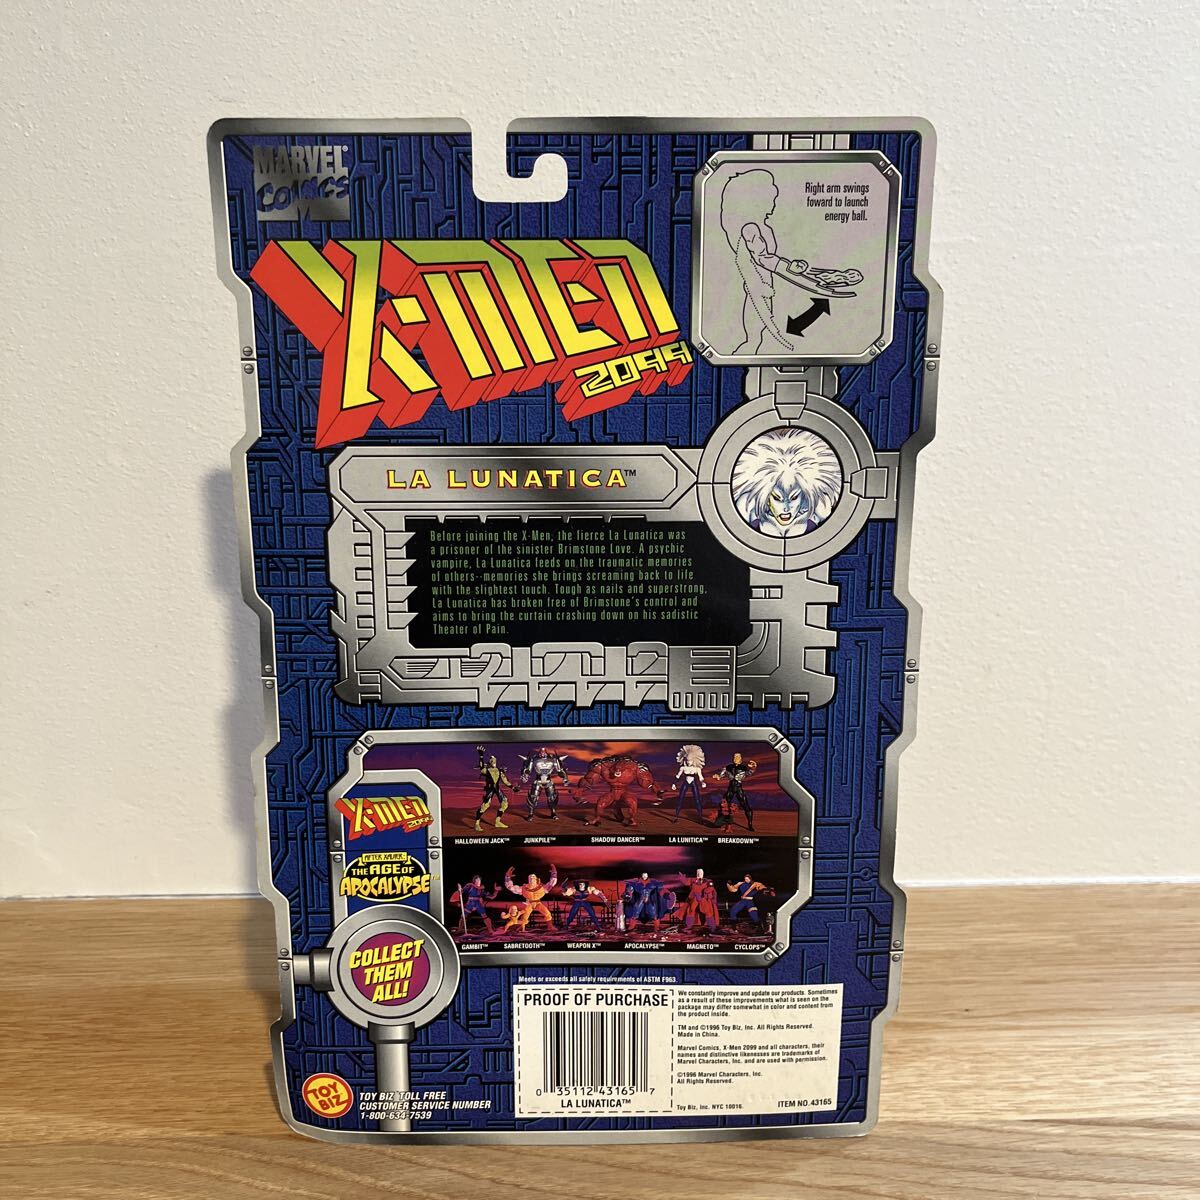 MARVEL®
COMICS
Right arm swings
foward to launch
energy ball.
X-MEN
2099
LA LUNATICA™
Before joining the X-Men, the fierce La Lunatica was
a prisoner of the sinister Brimstone Love. A psychic
vampire, La Lunatica feeds on the traumatic memories
of others--memories she brings screaming back to life
with the slightest touch. Tough as nails and superstrong,
La Lunatica has broken free of Brimstone's control and
aims to bring the curtain crashing down on his sadistic
Theater of Pain.
X-MEN
2099
HALLOWEEN JACK™ JUNKPILE™ SHADOW DANCER™ LA LUNITICA™ BREAKDOWN™
AFTER XAVIER:
THE AGE OF
APOCALYPSE™
GAMBIT™ SABRETOOTH™ WEAPON X™ APOCALYPSE™ MAGNETO™ CYCLOPS™
COLLECT
THEM
ALL!
Meets or exceeds all safety requirements of ASTM F963.
PROOF OF PURCHASE
0 35112 43165 7
LA LUNATICA™
We constantly improve and update our products. Sometimes
as a result of these improvements what is seen on the
package may differ somewhat in color and content from
the product inside.
TM and ©1996 Toy Biz, Inc. All Rights Reserved.
Made in China.
Marvel Comics, X-Men 2099 and all characters, their
names and distinctive likenesses are trademarks of
Marvel Characters, Inc. and are used with permission.
©1996 Marvel Characters, Inc.
All Rights Reserved.
Toy Biz, Inc. NYC 10016. ITEM NO. 43165
TOY
BIZ
TOY BIZ TOLL FREE
CUSTOMER SERVICE NUMBER
1-800-634-7539